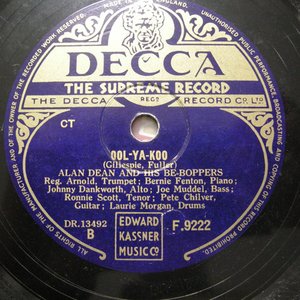 MADE IN ENGLAND.
DECCA
THE SUPREME RECORD
THE DECCA REGD RECORD CO. LTD
CT
OOL-YA-KOO
(Gillespie, Fuller)
ALAN DEAN AND HIS BE-BOPPERS
Reg. Arnold, Trumpet ; Bernie Fenton, Piano ;
Johnny Dankworth, Alto ; Joe Muddel, Bass ;
Ronnie Scott, Tenor ; Pete Chilver,
Guitar ; Laurie Morgan, Drums
DR.13492
B
EDWARD
KASSNER
MUSIC CO.
F.9222
ALL RIGHTS OF THE MANUFACTURER AND OF THE OWNER OF THE RECORDED WORK RESERVED
UNAUTHORISED PUBLIC PERFORMANCE, BROADCASTING AND COPYING OF THIS RECORD PROHIBITED